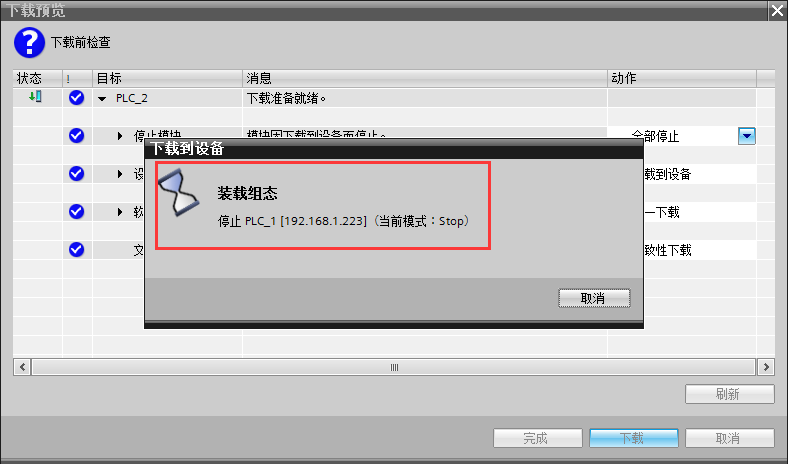 下载预览
?
下载前检查
状态 ! 目标 消息 动作
PLC_2 下载准备就绪。
停止模块 模块因下载到设备而停止。 全部停止
下载到设备
设 载到设备
装载组态
停止 PLC_1 [192.168.1.223]（当前模式：Stop）
软 一下载
文 致性下载
取消
刷新
完成 下载 取消